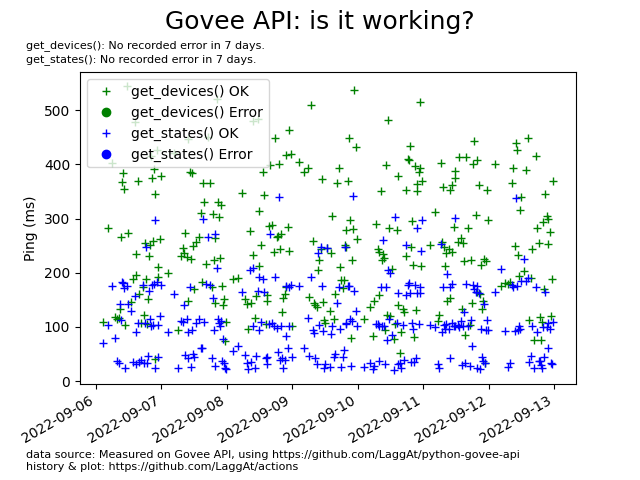 Govee API: is it working?
get_devices(): No recorded error in 7 days.
get_states(): No recorded error in 7 days.
get_devices() OK
get_devices() Error
get_states() OK
get_states() Error
Ping (ms)
500
400
300
200
100
0
2022-09-06
2022-09-07
2022-09-08
2022-09-09
2022-09-10
2022-09-11
2022-09-12
2022-09-13
data source: Measured on Govee API, using https://github.com/LaggAt/python-govee-api
history & plot: https://github.com/LaggAt/actions